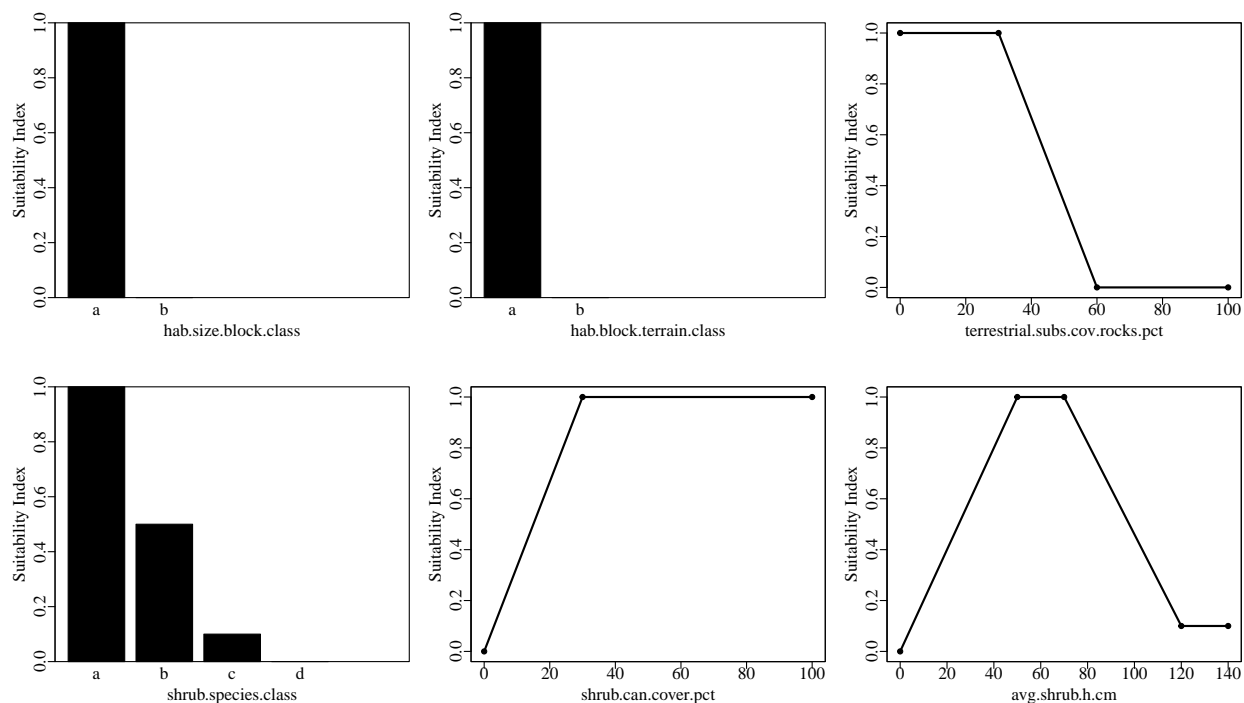 Suitability Index
0.0 0.2 0.4 0.6 0.8 1.0
a b
hab.size.block.class
Suitability Index
0.0 0.2 0.4 0.6 0.8 1.0
a b
hab.block.terrain.class
Suitability Index
0.0 0.2 0.4 0.6 0.8 1.0
0 20 40 60 80 100
terrestrial.subs.cov.rocks.pct
Suitability Index
0.0 0.2 0.4 0.6 0.8 1.0
a b c d
shrub.species.class
Suitability Index
0.0 0.2 0.4 0.6 0.8 1.0
0 20 40 60 80 100
shrub.can.cover.pct
Suitability Index
0.0 0.2 0.4 0.6 0.8 1.0
0 20 40 60 80 100 120 140
avg.shrub.h.cm